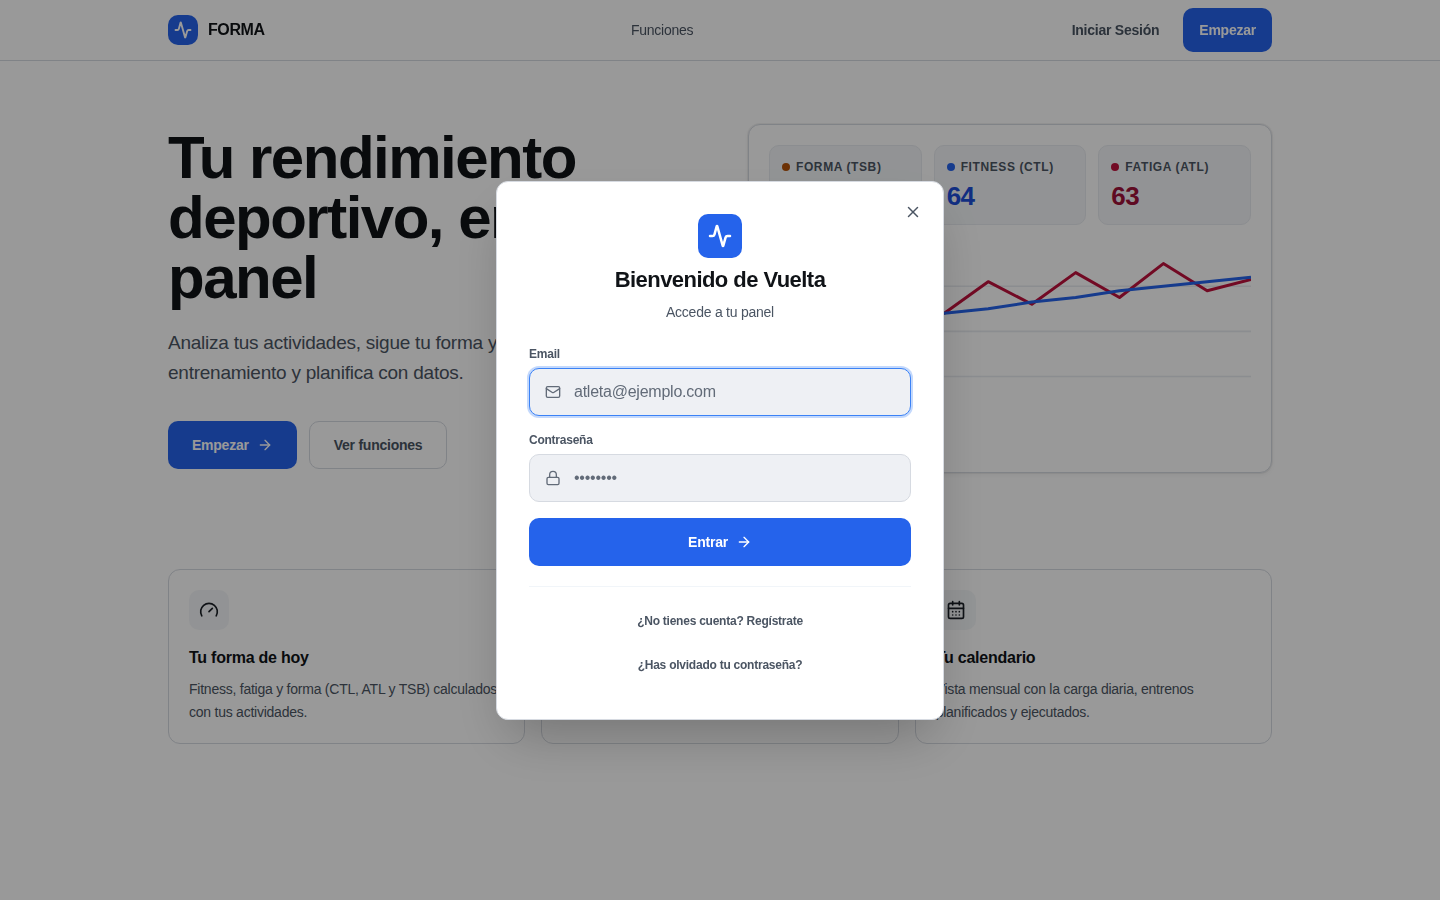 FORMA
Funciones
Iniciar Sesión
Empezar
Tu rendimiento
deportivo,
panel
Analiza tus actividades, sigue tu forma y
entrenamiento y planifica con datos.
Empezar
Ver funciones
FORMA (TSB)
FITNESS (CTL)
64
FATIGA (ATL)
63
Bienvenido de Vuelta
Accede a tu panel
Email
atleta@ejemplo.com
Contraseña
••••••••
Entrar
¿No tienes cuenta? Regístrate
¿Has olvidado tu contraseña?
Tu forma de hoy
Fitness, fatiga y forma (CTL, ATL y TSB) calculados
con tus actividades.
Tu calendario
Vista mensual con la carga diaria, entrenos
planificados y ejecutados.